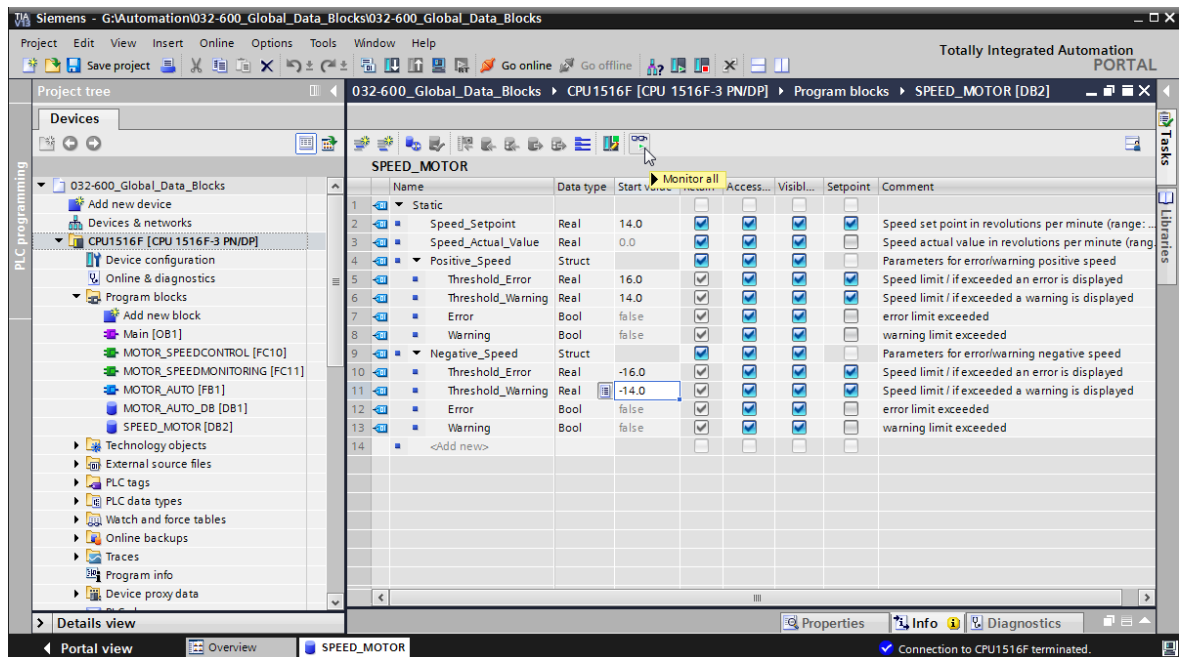 Siemens - G:\Automation\032-600_Global_Data_Blocks\032-600_Global_Data_Blocks
Project Edit View Insert Online Options Tools Window Help
Totally Integrated Automation
PORTAL
Save project Go online Go offline
Project tree
032-600_Global_Data_Blocks CPU1516F [CPU 1516F-3 PN/DP] Program blocks SPEED_MOTOR [DB2]
Devices
Tasks
Libraries
PLC programming
032-600_Global_Data_Blocks
Add new device
Devices & networks
CPU1516F [CPU 1516F-3 PN/DP]
Device configuration
Online & diagnostics
Program blocks
Add new block
Main [OB1]
MOTOR_SPEEDCONTROL [FC10]
MOTOR_SPEEDMONITORING [FC11]
MOTOR_AUTO [FB1]
MOTOR_AUTO_DB [DB1]
SPEED_MOTOR [DB2]
Technology objects
External source files
PLC tags
PLC data types
Watch and force tables
Online backups
Traces
Program info
Device proxy data
Details view
SPEED_MOTOR
Monitor all
Name Data type Start value Retain Access... Visibl... Setpoint Comment
1 Static
2 Speed_Setpoint Real 14.0 Speed set point in revolutions per minute (range: ...
3 Speed_Actual_Value Real 0.0 Speed actual value in revolutions per minute (rang
4 Positive_Speed Struct Parameters for error/warning positive speed
5 Threshold_Error Real 16.0 Speed limit / if exceeded an error is displayed
6 Threshold_Warning Real 14.0 Speed limit / if exceeded a warning is displayed
7 Error Bool false error limit exceeded
8 Warning Bool false warning limit exceeded
9 Negative_Speed Struct Parameters for error/warning negative speed
10 Threshold_Error Real -16.0 Speed limit / if exceeded an error is displayed
11 Threshold_Warning Real -14.0 Speed limit / if exceeded a warning is displayed
12 Error Bool false error limit exceeded
13 Warning Bool false warning limit exceeded
14 <Add new>
Properties Info Diagnostics
Portal view Overview SPEED_MOTOR Connection to CPU1516F terminated.